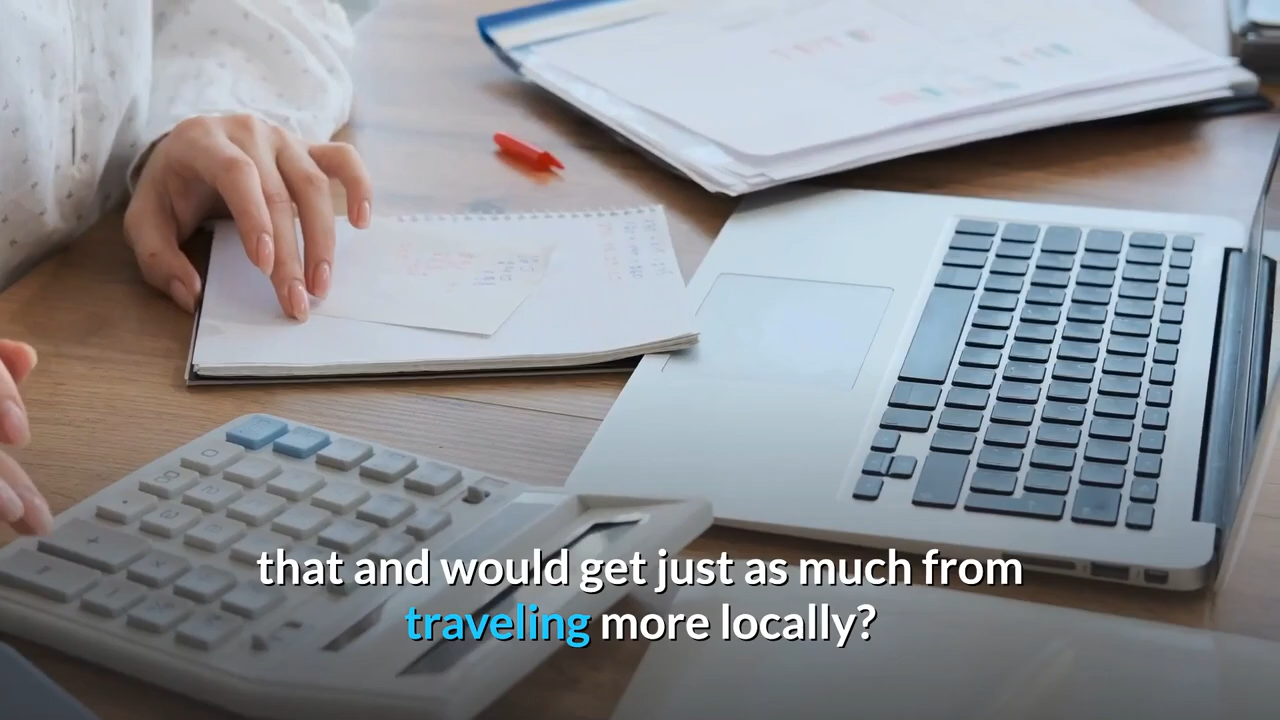 that and would get just as much from
traveling more locally?